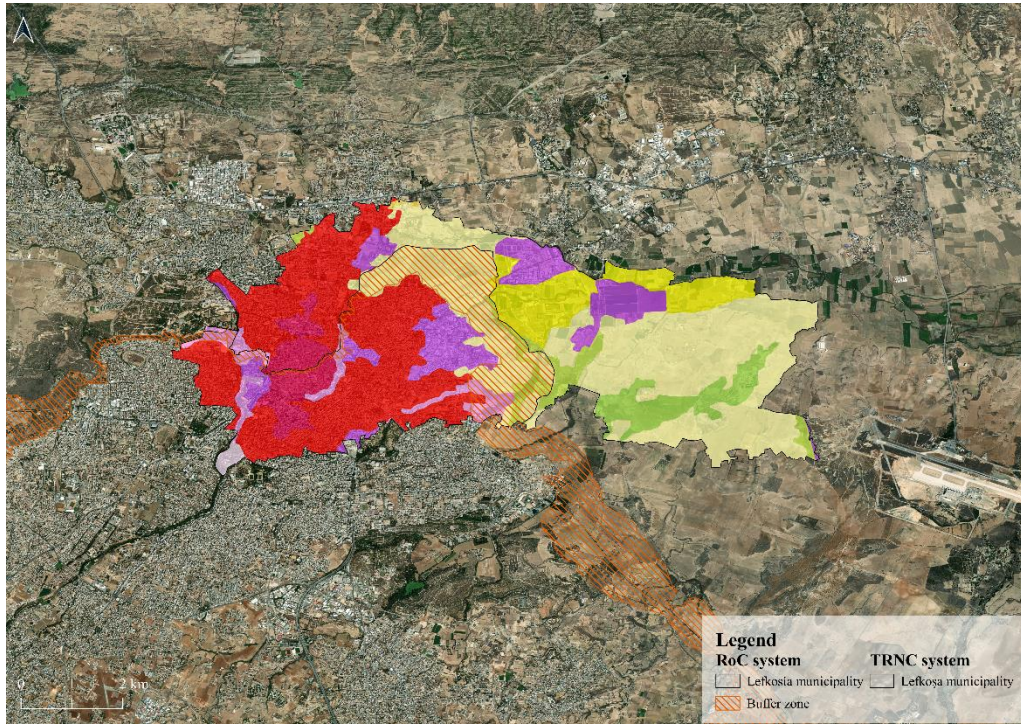 Legend
RoC system TRNC system
Lefkosia municipality Lefkoşa municipality
Buffer zone
0 2 km